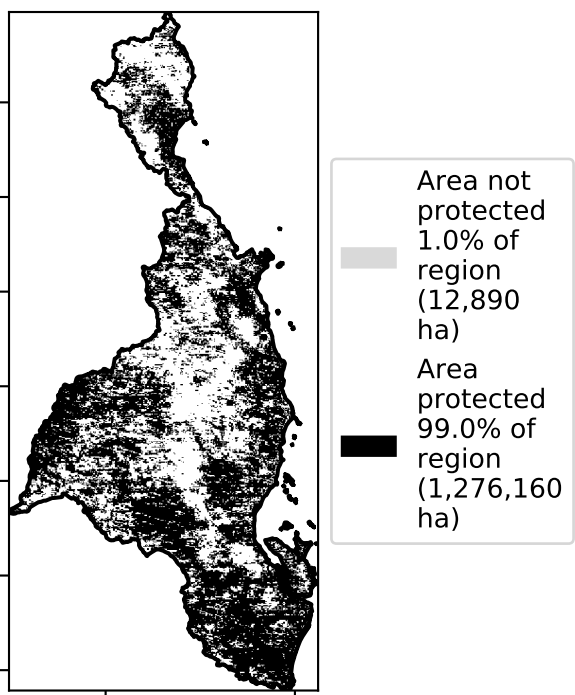 Area not
protected
1.0% of
region
(12,890
ha)
Area
protected
99.0% of
region
(1,276,160
ha)